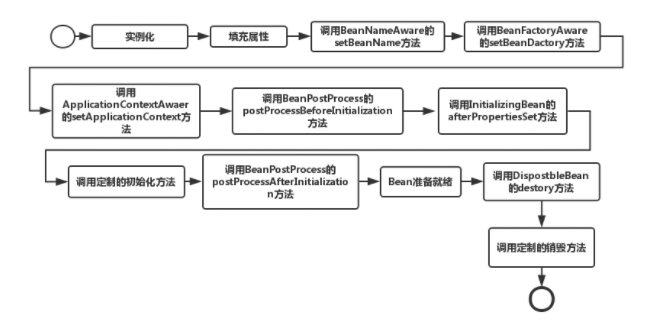 实例化
填充属性
调用BeanNameAware的
setBeanName方法
调用BeanFactoryAware
的setBeanDactory方法
调用
ApplicationContextAwaer
的setApplicationContext方
法
调用BeanPostProcess的
postProcessBeforeInitialization
方法
调用InitializingBean的
afterPropertiesSet方法
调用定制的初始化方法
调用BeanPostProcess的
postProcessAfterInitializatio
n方法
Bean准备就绪
调用DispostbleBean
的destory方法
调用定制的销毁方法